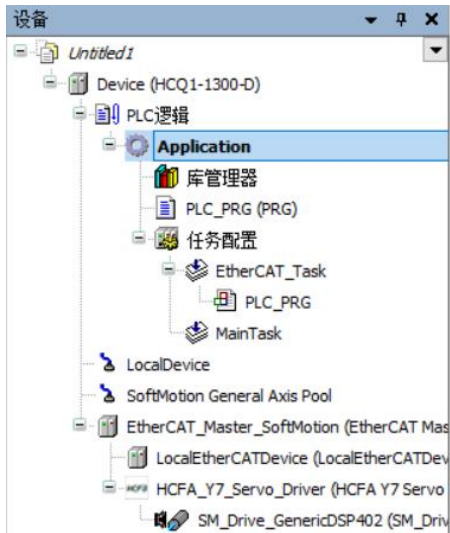 设备
Untitled1
Device (HCQ1-1300-D)
PLC逻辑
Application
库管理器
PLC_PRG (PRG)
任务配置
EtherCAT_Task
PLC_PRG
MainTask
LocalDevice
SoftMotion General Axis Pool
EtherCAT_Master_SoftMotion (EtherCAT Mas
LocalEtherCATDevice (LocalEtherCATDev
HCFA HCFA_Y7_Servo_Driver (HCFA Y7 Servo
SM_Drive_GenericDSP402 (SM_Driv